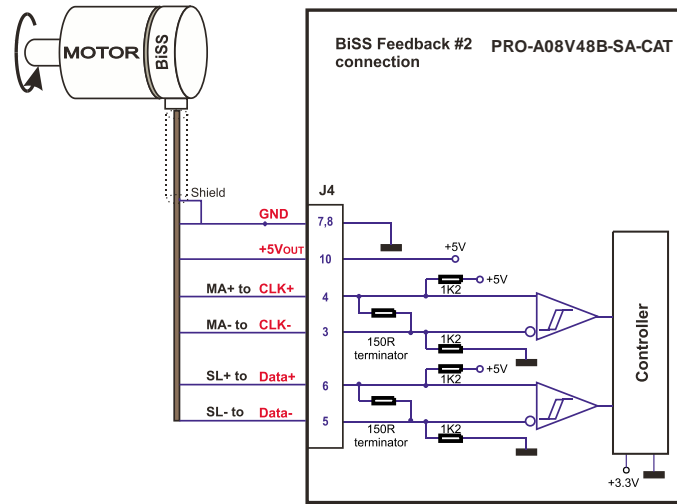 BiSS Feedback #2 PRO-A08V48B-SA-CAT
connection
MOTOR
BiSS
Shield
J4
GND 7,8
+5VOUT 10 +5V
MA+ to CLK+ 4 1K2 +5V
MA- to CLK- 3 150R 1K2
terminator
SL+ to Data+ 6 1K2 +5V
SL- to Data- 5 150R 1K2
terminator
Controller
+3.3V